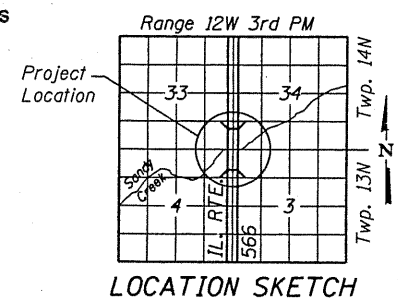 s
Range 12W 3rd PM
Project
Location
33
34
Twp. 14N
N
Sandy
Creek
4
IL. RTE.
566
3
Twp. 13N
LOCATION SKETCH